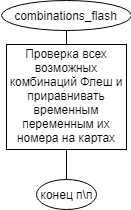 combinations_flash
Проверка всех
возможных
комбинаций Флеш и
приравнивать
временным
переменным их
номера на картах
конец п\п